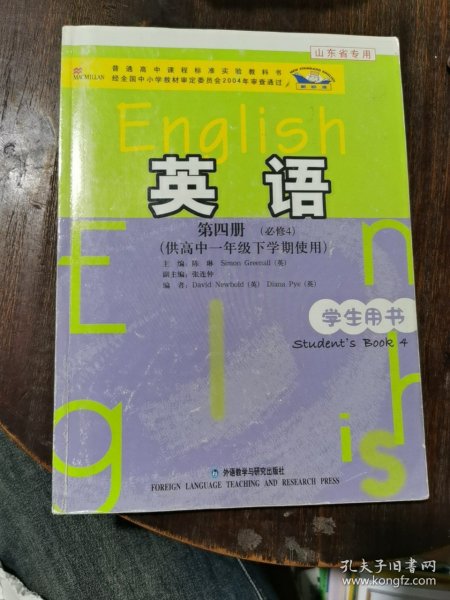 山东省专用
MACMILLAN
普通高中课程标准实验教科书
经全国中小学教材审定委员会2004年审查通过
新标准
English
英语
第四册（必修4）
（供高中一年级下学期使用）
主编：陈琳 Simon Greenall（英）
副主编：张连仲
编者：David Newbold（英） Diana Pye（英）
学生用书
Student's Book 4
E n
g l i s h
外语教学与研究出版社
FOREIGN LANGUAGE TEACHING AND RESEARCH PRESS
孔夫子旧书网
www.kongfz.com